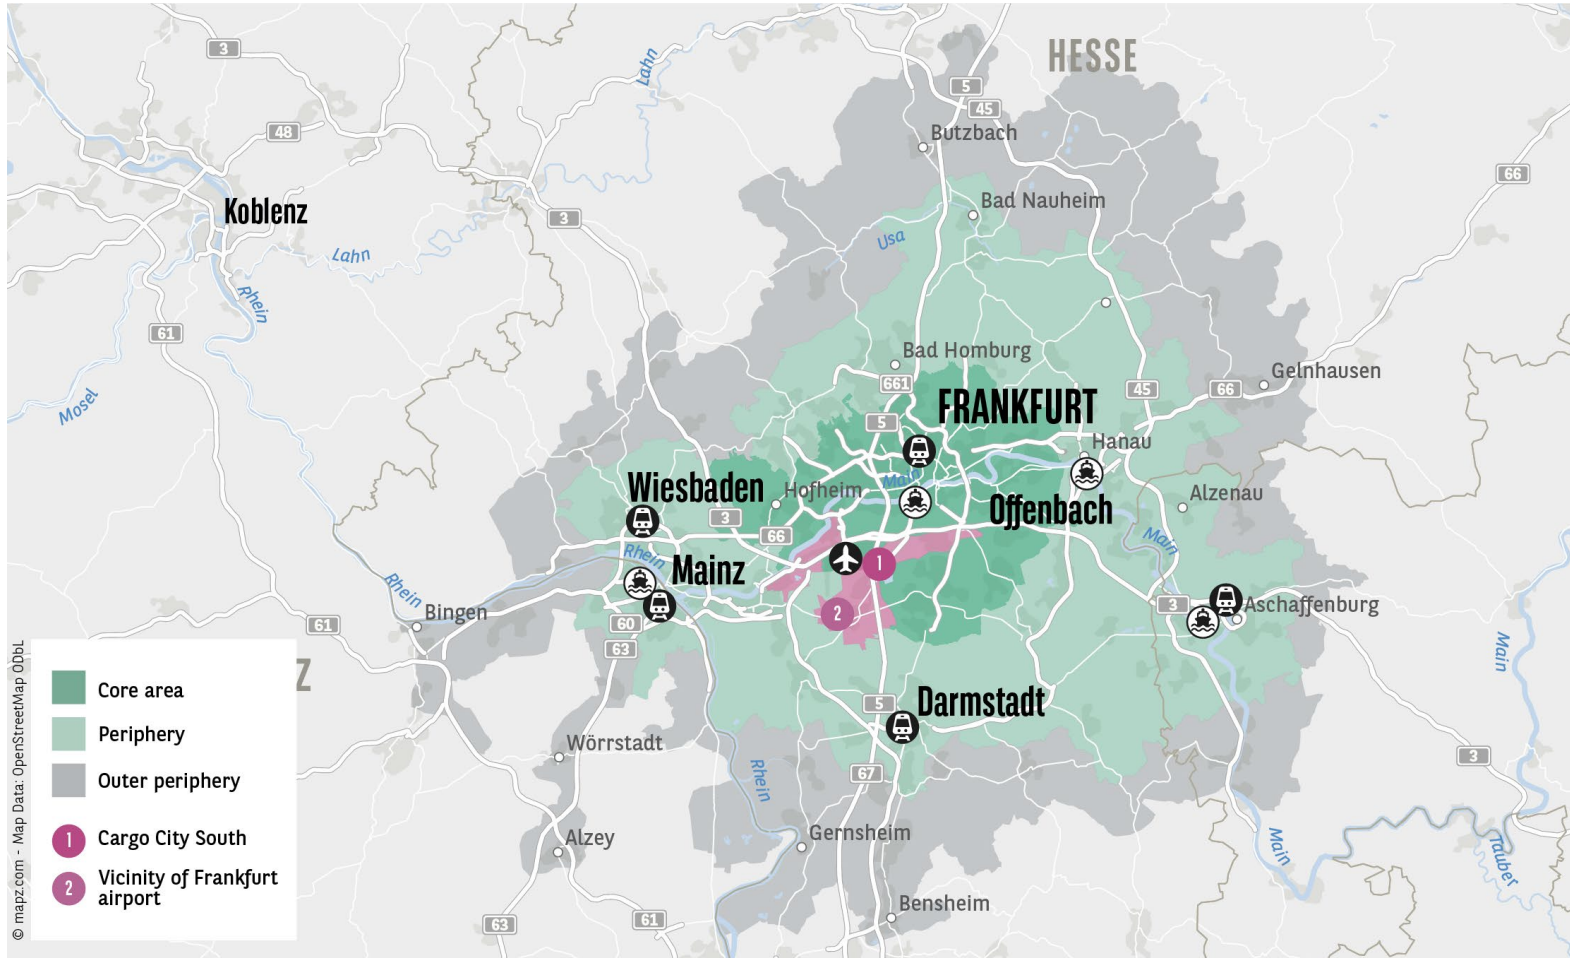 HESSE
3
Lahn
5
45
48
Butzbach
66
Koblenz
3
Bad Nauheim
Usa
Lahn
Rhein
61
Bad Homburg
Gelnhausen
661
45
66
Mosel
FRANKFURT
5
Hanau
Main
Wiesbaden
Hofheim
Alzenau
Offenbach
3
66
Main
Rhein
Mainz
1
Rhein
Bingen
2
3
Aschaffenburg
61
60
63
Main
Z
Darmstadt
5
Wörrstadt
3
67
Rhein
Gernsheim
Alzey
Main
Tauber
Bensheim
63
61
Core area
Periphery
Outer periphery
1 Cargo City South
2 Vicinity of Frankfurt
airport
© mapz.com - Map Data: OpenStreetMap ODbL